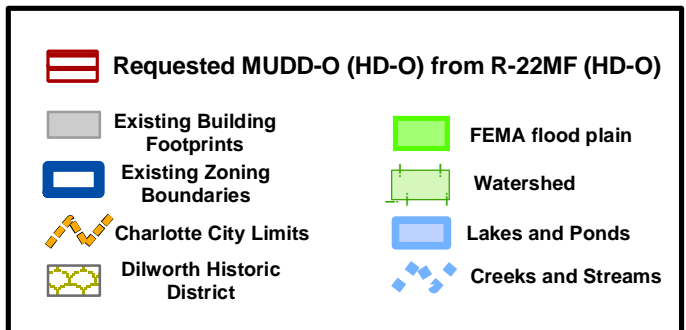 Requested MUDD-O (HD-O) from R-22MF (HD-O)
Existing Building
Footprints
Existing Zoning
Boundaries
Charlotte City Limits
Dilworth Historic
District
FEMA flood plain
Watershed
Lakes and Ponds
Creeks and Streams